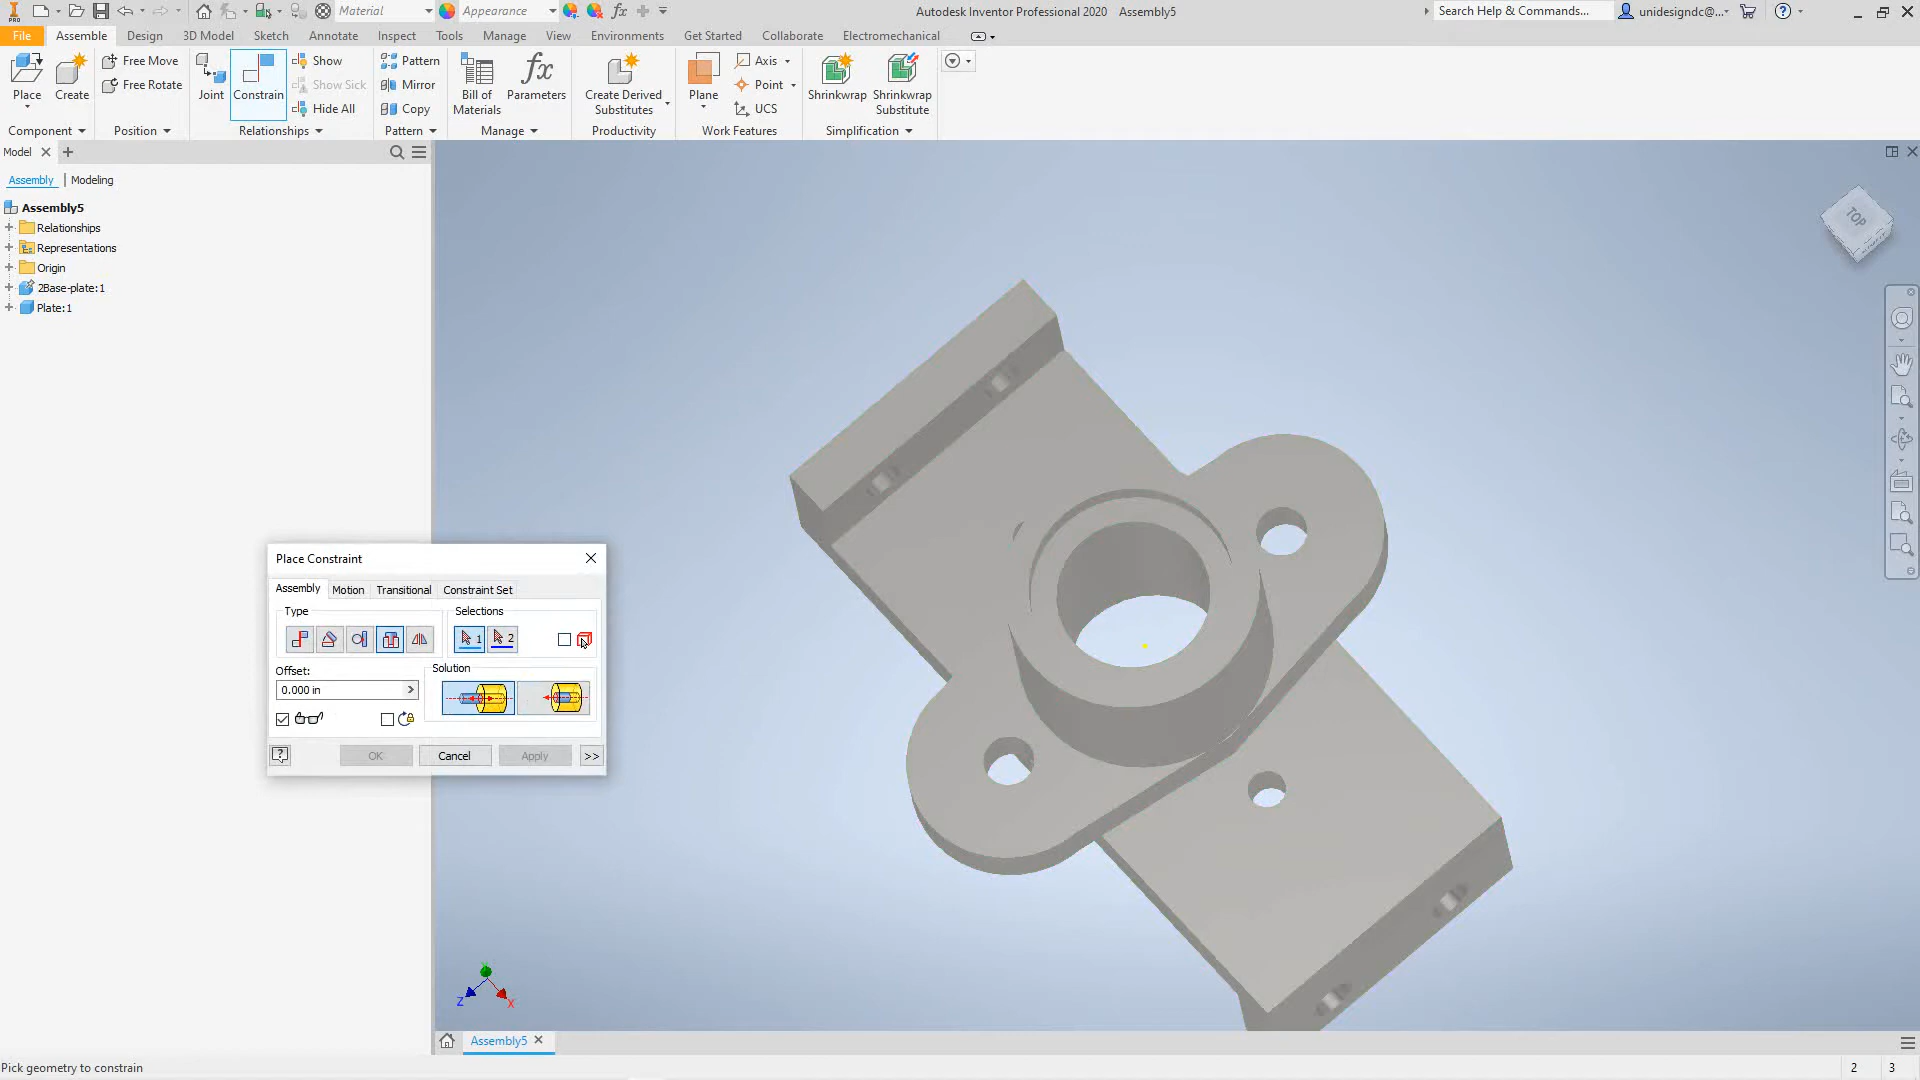 Material
Appearance
fx
Autodesk Inventor Professional 2020 Assembly5
Search Help & Commands...
unidesigndc@...
PRO
File Assemble Design 3D Model Sketch Annotate Inspect Tools Manage View Environments Get Started Collaborate Electromechanical
Place
Create
Free Move
Free Rotate
Joint
Constrain
Show
Show Sick
Hide All
Pattern
Mirror
Copy
Bill of
Materials
fx
Parameters
Create Derived
Substitutes
Plane
Axis
Point
UCS
Shrinkwrap
Shrinkwrap
Substitute
Component Position Relationships Pattern Manage Productivity Work Features Simplification
Model
Assembly | Modeling
Assembly5
Relationships
Representations
Origin
2Base-plate:1
Plate:1
TOP
Place Constraint
Assembly Motion Transitional Constraint Set
Type
Selections
1
2
Offset:
0.000 in
Solution
OK Cancel Apply >>
Y
Z
X
Assembly5
Pick geometry to constrain
2 3